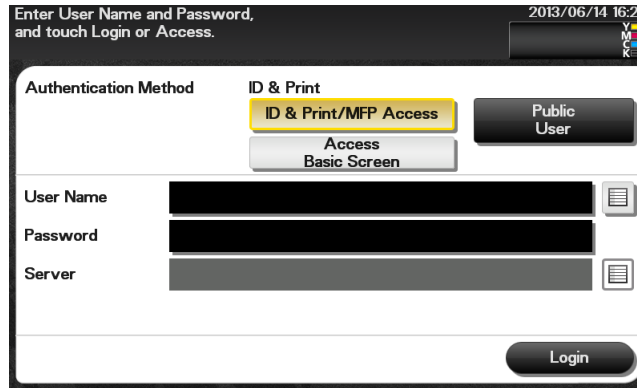 Enter User Name and Password,
and touch Login or Access.
2013/06/14 16:2
Y
M
C
K
Authentication Method
ID & Print
ID & Print/MFP Access
Public
User
Access
Basic Screen
User Name
Password
Server
Login